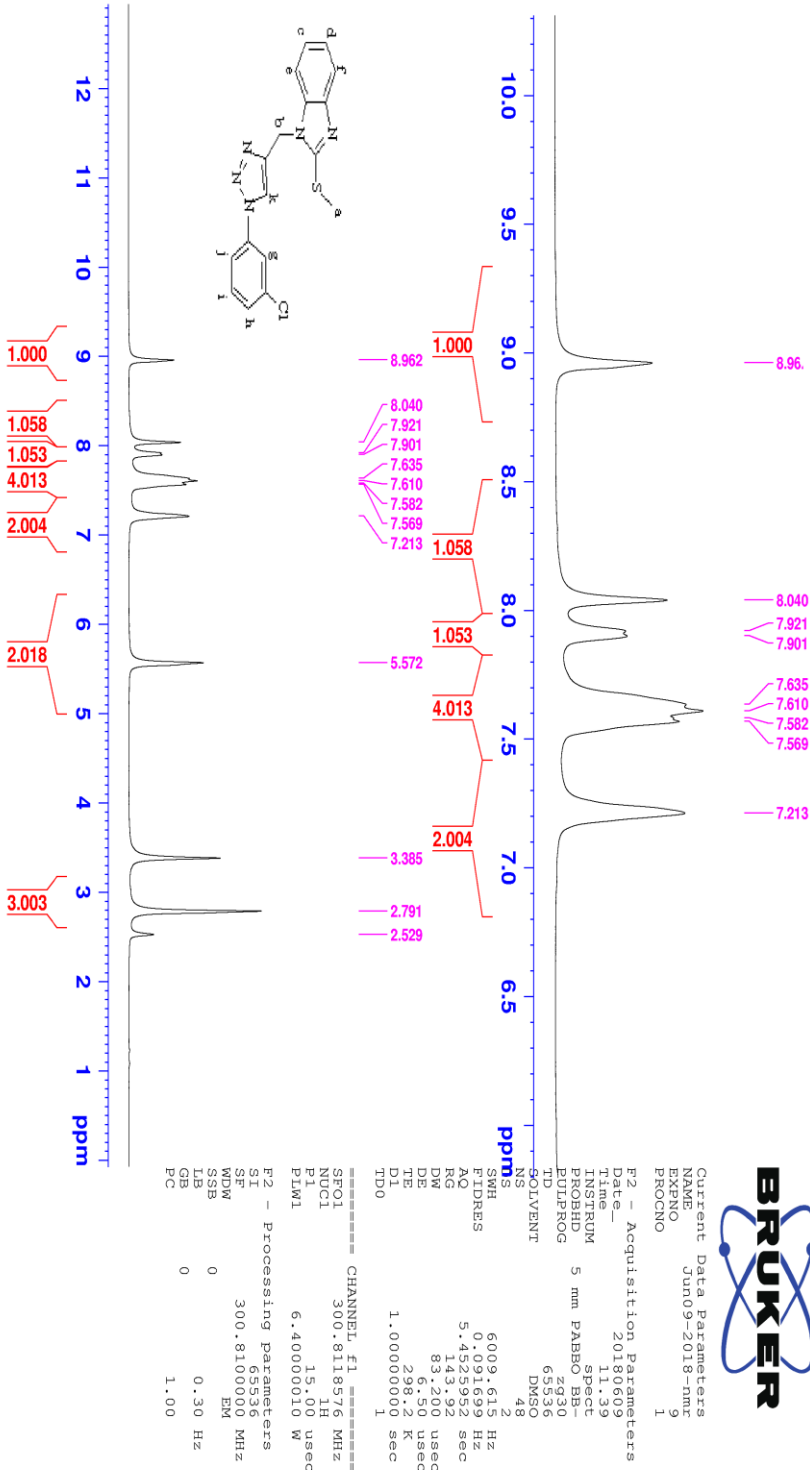 BRUKER
Current Data Parameters
NAME Jun09-2018-nmr
EXPNO 9
PROCNO 1
F2 - Acquisition Parameters
Date_ 20180609
Time 11.39
INSTRUM spect
PROBHD 5 mm PABBO BB-
PULPROG zg30
TD 65536
SOLVENT DMSO
NS 48
DS 2
SWH 6009.615 Hz
FIDRES 0.091699 Hz
AQ 5.4525952 sec
RG 143.92
DW 83.200 usec
DE 6.50 usec
TE 298.2 K
D1 1.00000000 sec
TD0 1
======== CHANNEL f1 ========
SFO1 300.8118576 MHz
NUC1 1H
P1 15.00 usec
PLW1 6.40000010 W
F2 - Processing parameters
SI 65536
SF 300.8100000 MHz
WDW EM
SSB 0
LB 0.30 Hz
GB 0
PC 1.00
8.96.
8.040
7.921
7.901
7.635
7.610
7.582
7.569
7.213
10.0 9.5 9.0 8.5 8.0 7.5 7.0 6.5 ppm
1.000
1.058
1.053
4.013
2.004
c
d
e
f
b
N
N
S
a
N
N
N
k
j
g
i
h
Cl
8.962
8.040
7.921
7.901
7.635
7.610
7.582
7.569
7.213
5.572
3.385
2.791
2.529
12 11 10 9 8 7 6 5 4 3 2 1 ppm
1.000
1.058
1.053
4.013
2.004
2.018
3.003